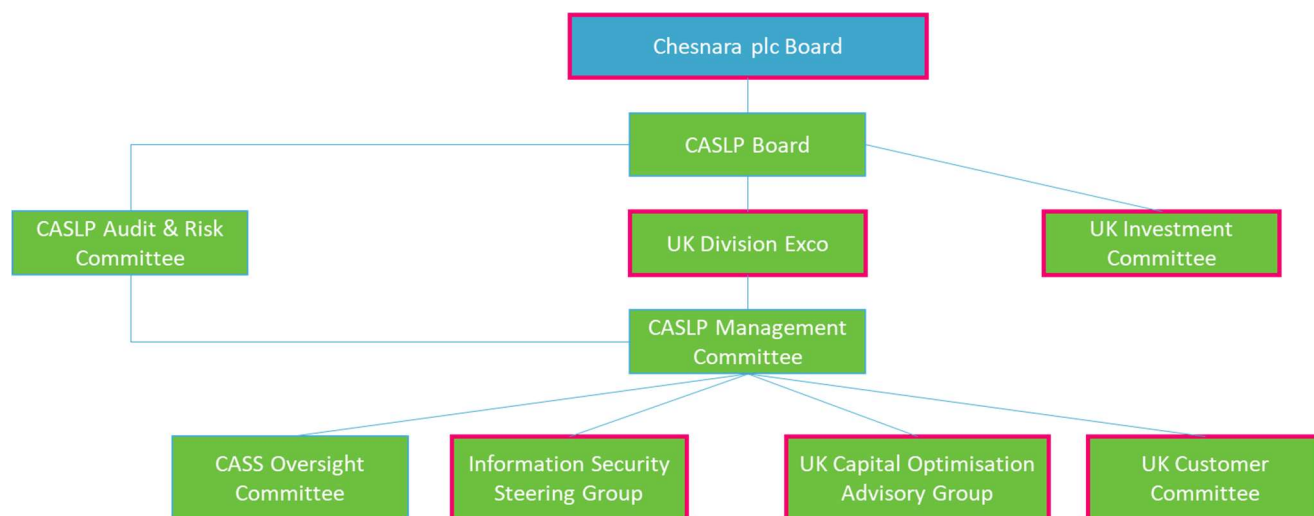 Chesnara plc Board
CASLP Board
CASLP Audit & Risk
Committee
UK Division Exco
UK Investment
Committee
CASLP Management
Committee
CASS Oversight
Committee
Information Security
Steering Group
UK Capital Optimisation
Advisory Group
UK Customer
Committee